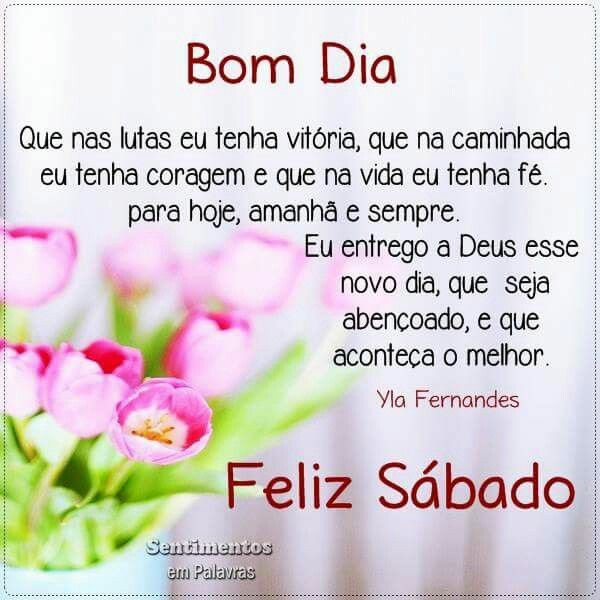 Bom Dia
Que nas lutas eu tenha vitória, que na caminhada
eu tenha coragem e que na vida eu tenha fé.
para hoje, amanhã e sempre.
Eu entrego a Deus esse
novo dia, que seja
abençoado, e que
aconteça o melhor.
Yla Fernandes
Feliz Sábado
Sentimentos
em Palavras